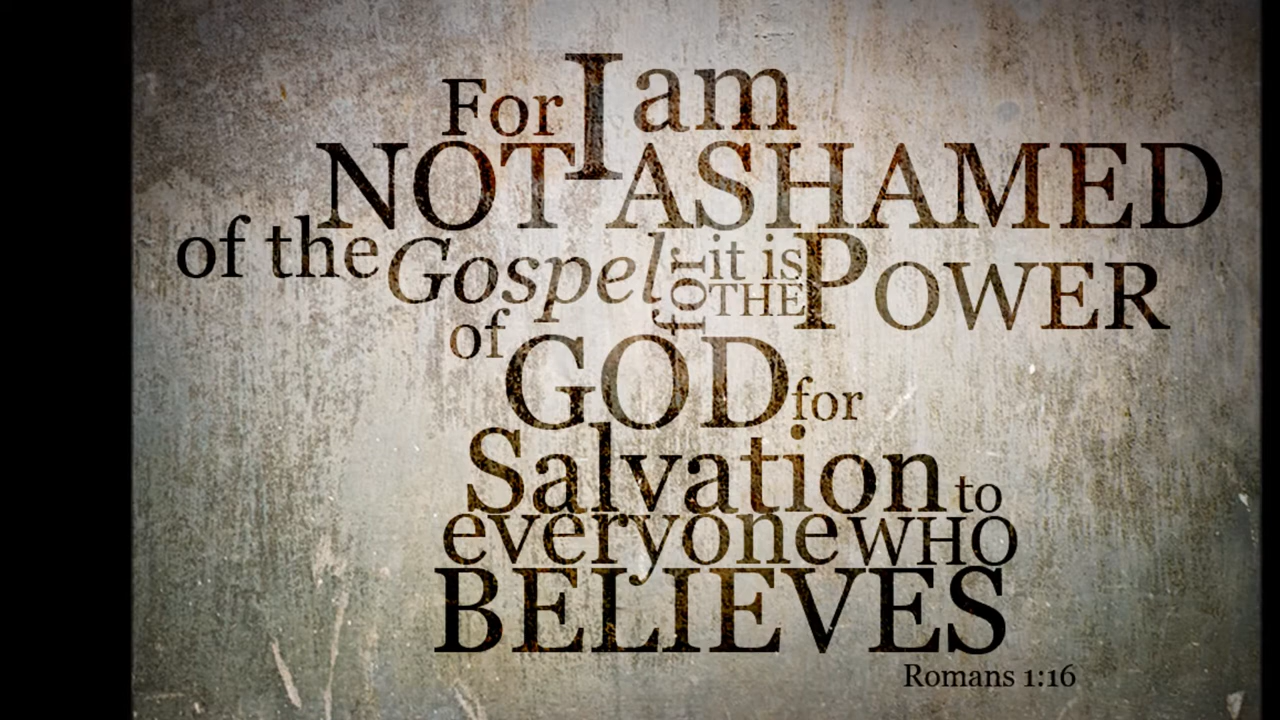 For I am
NOT ASHAMED
of the Gospel for it is THE POWER
of GOD for
Salvation to
everyone WHO
BELIEVES
Romans 1:16